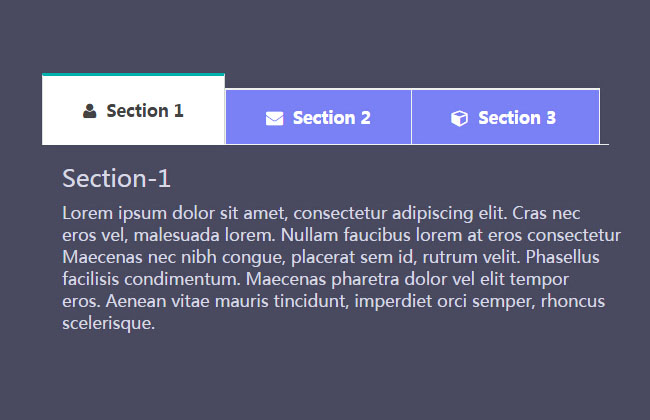 Section 1
Section 2
Section 3
Section-1
Lorem ipsum dolor sit amet, consectetur adipiscing elit. Cras nec
eros vel, malesuada lorem. Nullam faucibus lorem at eros consectetur
Maecenas nec nibh congue, placerat sem id, rutrum velit. Phasellus
facilisis condimentum. Maecenas pharetra dolor vel elit tempor
eros. Aenean vitae mauris tincidunt, imperdiet orci semper, rhoncus
scelerisque.